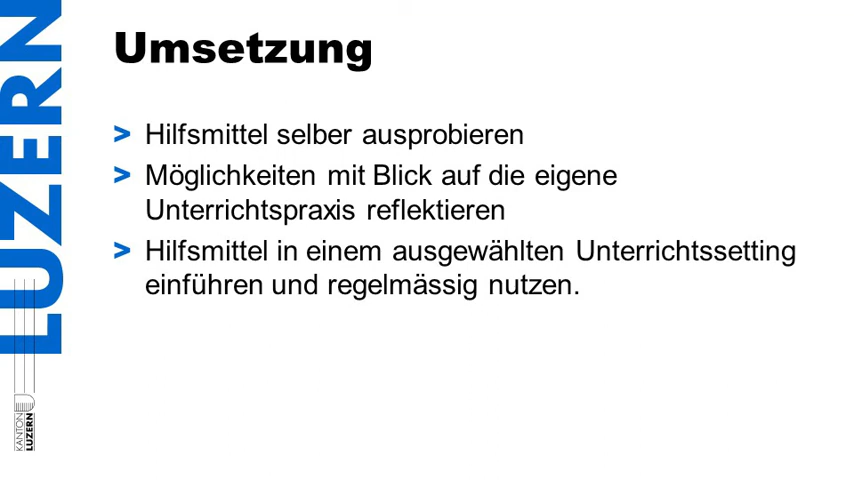 LUZERN
Umsetzung
> Hilfsmittel selber ausprobieren
> Möglichkeiten mit Blick auf die eigene
Unterrichtspraxis reflektieren
> Hilfsmittel in einem ausgewählten Unterrichtssetting
einführen und regelmässig nutzen.
KANTON
LUZERN